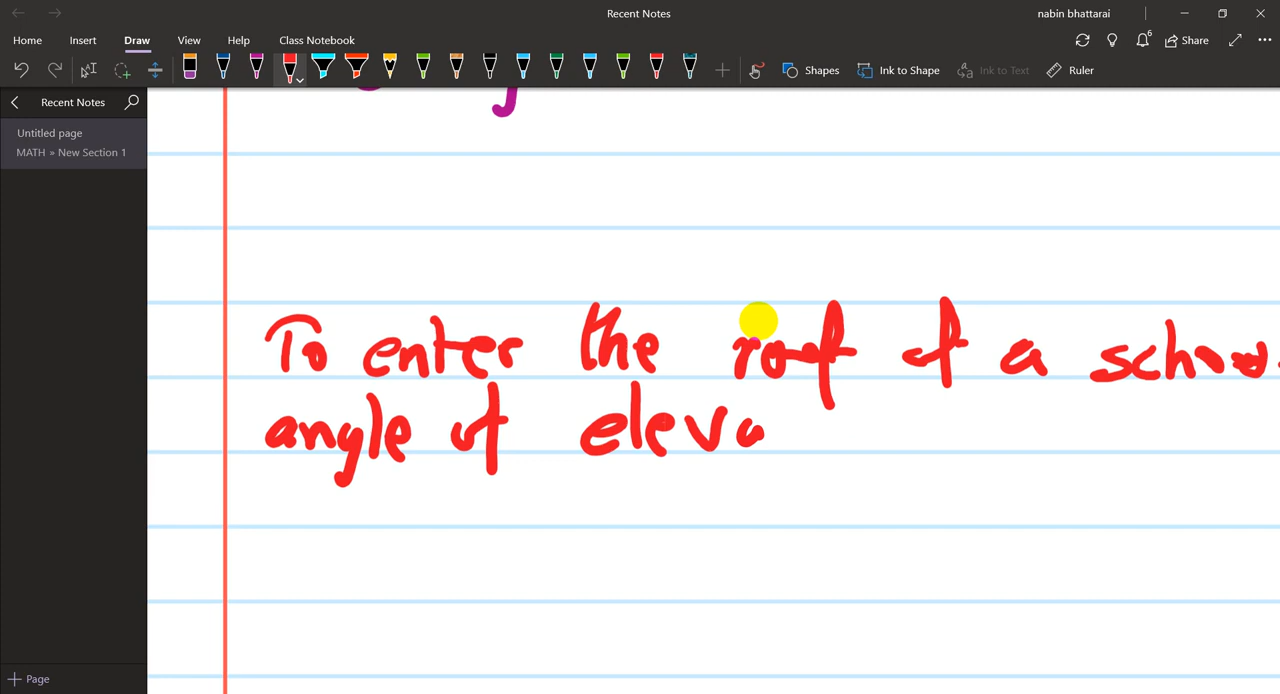 Recent Notes
nabin bhattarai
Home Insert Draw View Help Class Notebook
6 Share
Shapes Ink to Shape Ink to Text Ruler
Recent Notes
Untitled page
MATH » New Section 1
To enter the roof of a
angle of eleva
Page